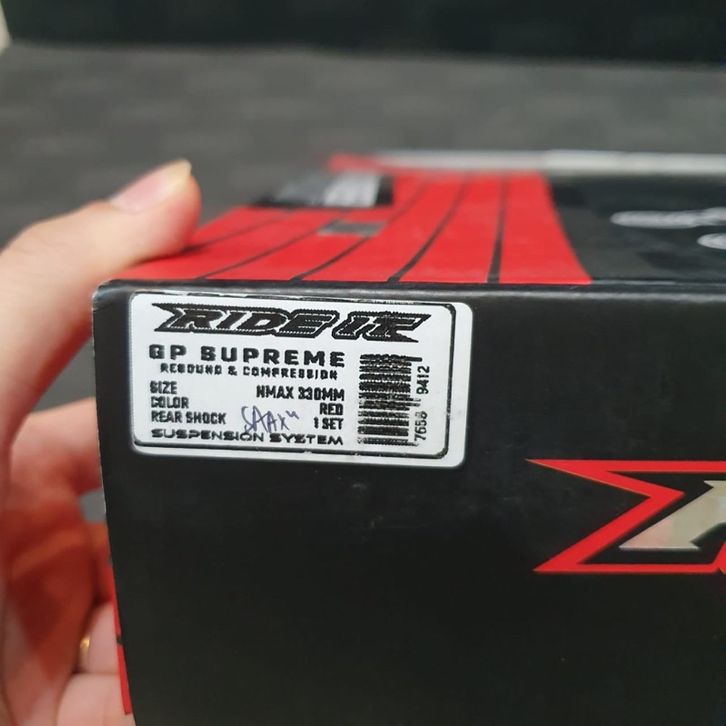 RIDE IT
GP SUPREME
REBOUND & COMPRESSION
SIZE NMAX 330MM
COLOR RED
REAR SHOCK 1 SET
SUSPENSION SYSTEM
7658 9412